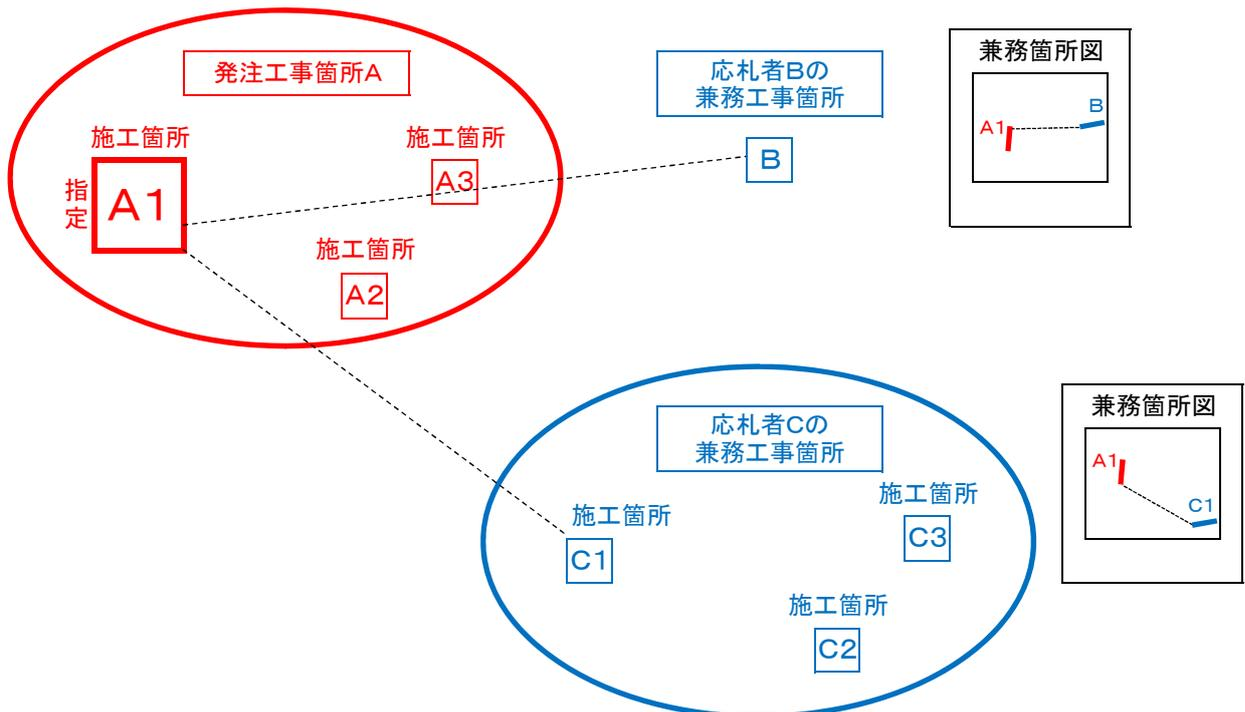 発注工事箇所A
施工箇所
指定
A1
施工箇所
A3
施工箇所
A2
応札者Bの
兼務工事箇所
B
兼務箇所図
A1
B
応札者Cの
兼務工事箇所
施工箇所
C1
施工箇所
C3
施工箇所
C2
兼務箇所図
A1
C1